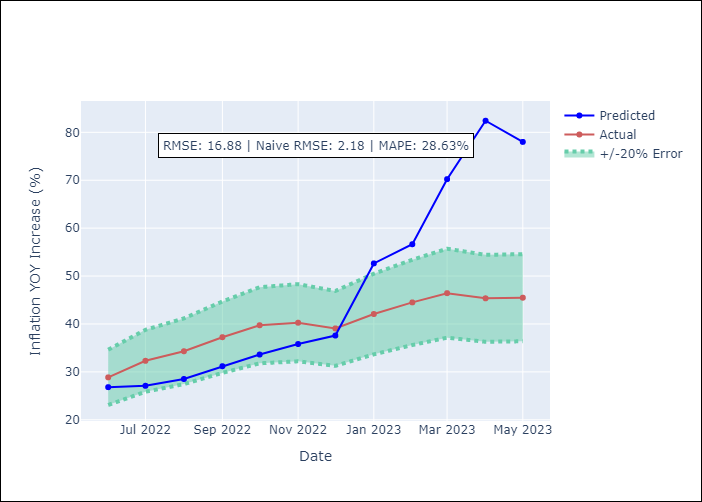 RMSE: 16.88 | Naive RMSE: 2.18 | MAPE: 28.63%
Predicted
Actual
+/-20% Error
Inflation YOY Increase (%)
80
70
60
50
40
30
20
Jul 2022
Sep 2022
Nov 2022
Jan 2023
Mar 2023
May 2023
Date